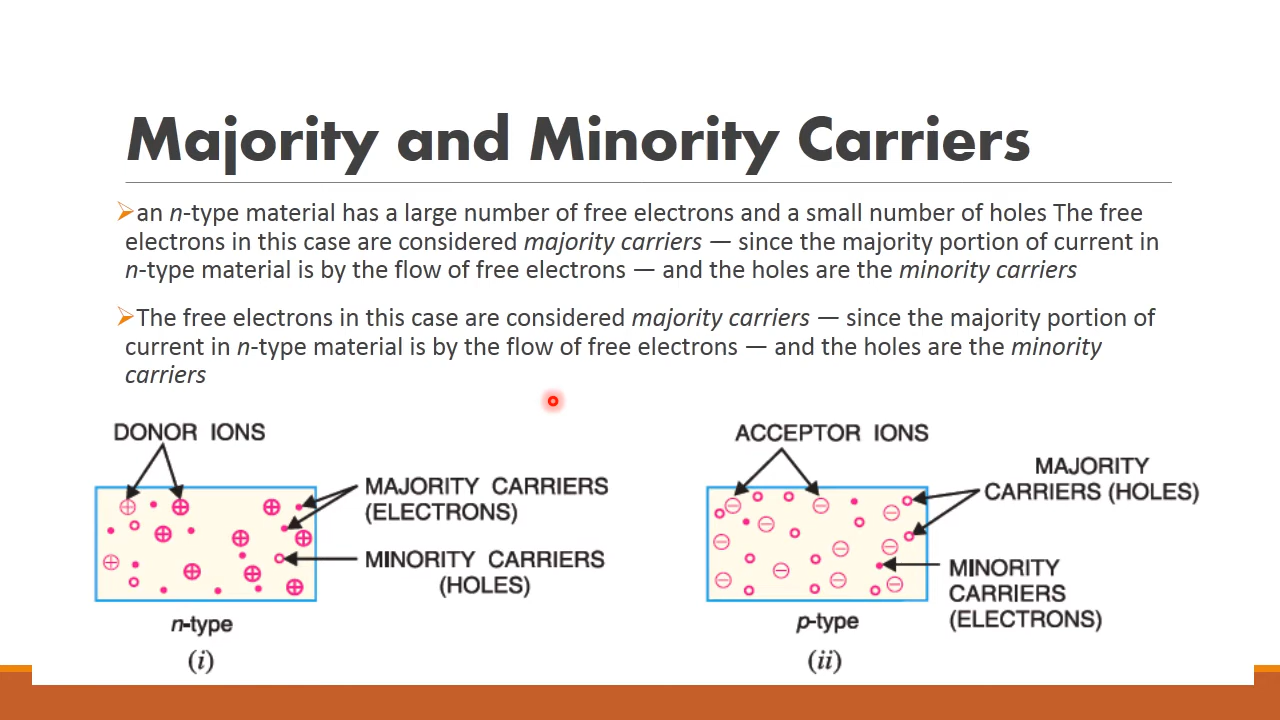 Majority and Minority Carriers
an n-type material has a large number of free electrons and a small number of holes The free
electrons in this case are considered majority carriers — since the majority portion of current in
n-type material is by the flow of free electrons — and the holes are the minority carriers
The free electrons in this case are considered majority carriers — since the majority portion of
current in n-type material is by the flow of free electrons — and the holes are the minority
carriers
DONOR IONS
MAJORITY CARRIERS
(ELECTRONS)
MINORITY CARRIERS
(HOLES)
n-type
(i)
ACCEPTOR IONS
MAJORITY
CARRIERS (HOLES)
MINORITY
CARRIERS
(ELECTRONS)
p-type
(ii)